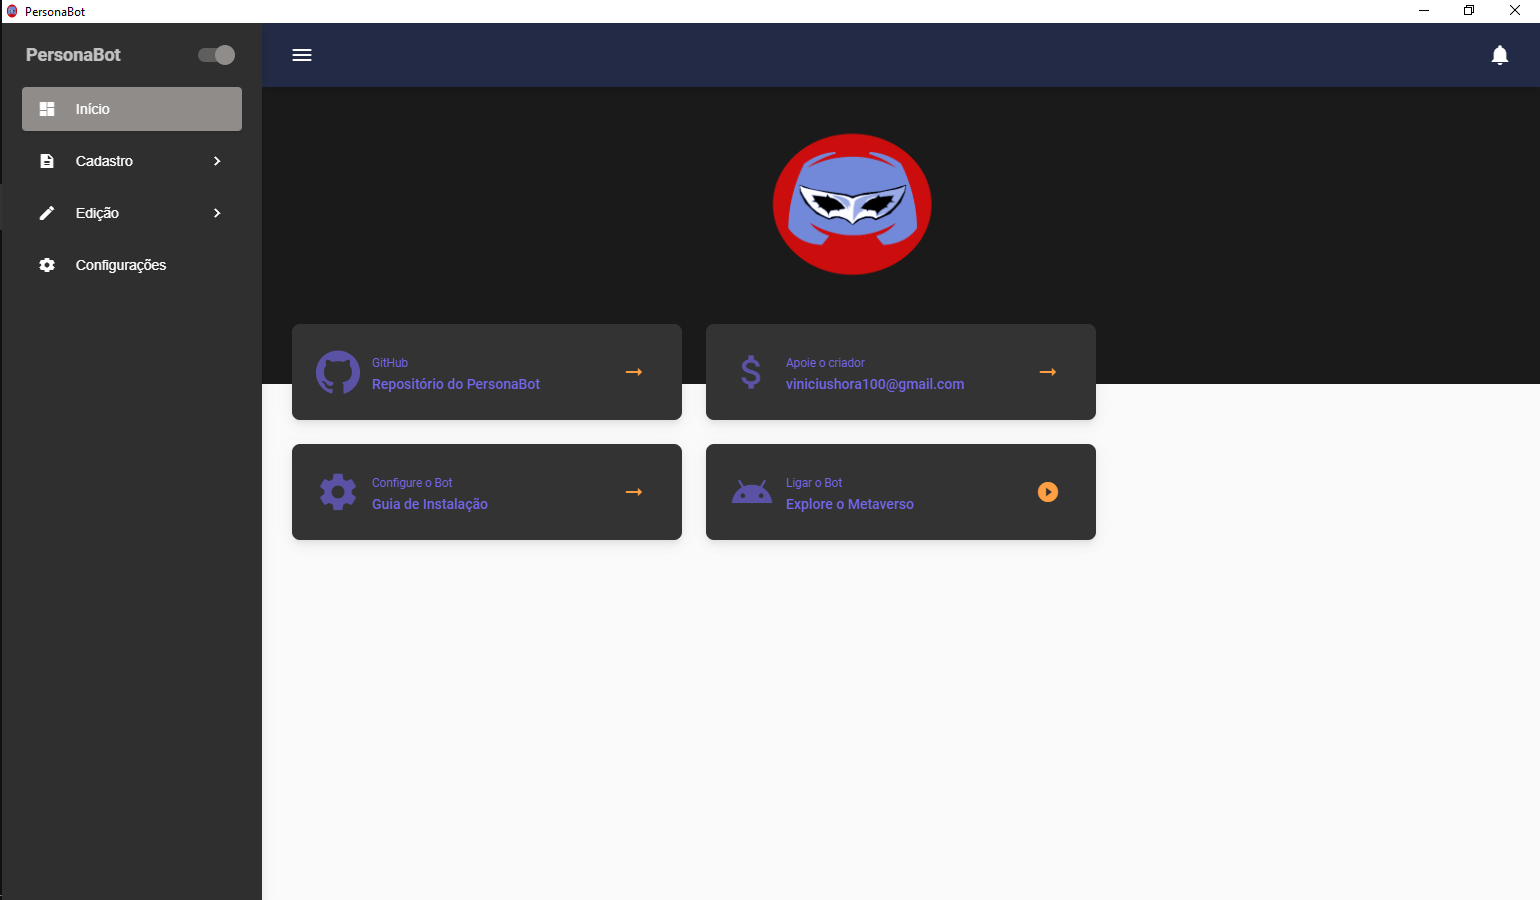 PersonaBot
PersonaBot
Início
Cadastro
Edição
Configurações
GitHub
Repositório do PersonaBot
Apoie o criador
viniciushora100@gmail.com
Configure o Bot
Guia de Instalação
Ligar o Bot
Explore o Metaverso